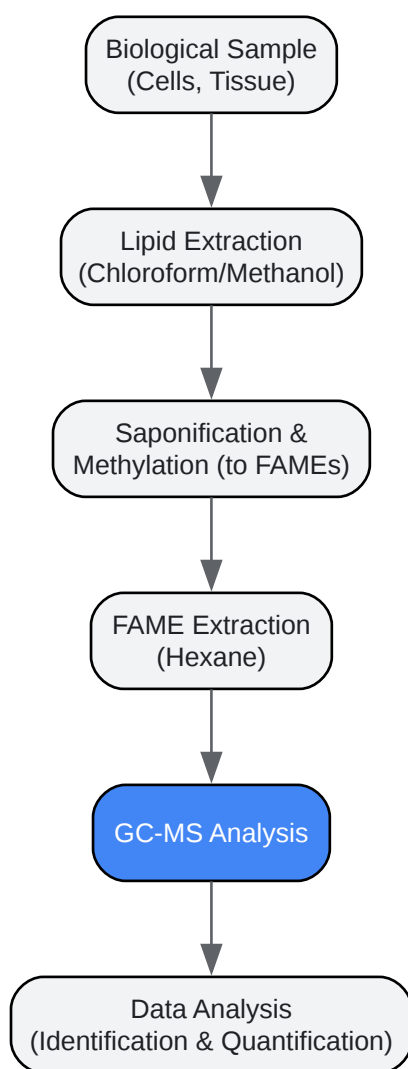 Biological Sample
(Cells, Tissue)
Lipid Extraction
(Chloroform/Methanol)
Saponification &
Methylation (to FAMEs)
FAME Extraction
(Hexane)
GC-MS Analysis
Data Analysis
(Identification & Quantification)